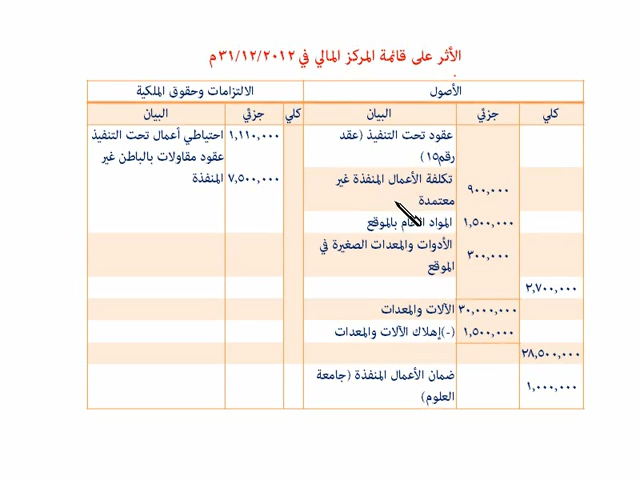 الأثر على قائمة المركز المالي في ٣١/١٢/٢٠١٢م
الأصول الالتزامات وحقوق الملكية
كلي جزئي البيان كلي جزئي البيان
عقود تحت التنفيذ (عقد ١,١١٠,٠٠٠ احتياطي أعمال تحت التنفيذ
رقم١٥) عقود مقاولات بالباطن غير
٩٠٠,٠٠٠ تكلفة الأعمال المنفذة غير ٧,٥٠٠,٠٠٠ المنفذة
معتمدة
١,٥٠٠,٠٠٠ المواد الخام بالموقع
٣٠٠,٠٠٠ الأدوات والمعدات الصغيرة في
الموقع
٢,٧٠٠,٠٠٠
٣٠,٠٠٠,٠٠٠ الآلات والمعدات
١,٥٠٠,٠٠٠ (-)إهلاك الآلات والمعدات
٢٨,٥٠٠,٠٠٠
١,٠٠٠,٠٠٠ ضمان الأعمال المنفذة (جامعة
العلوم)